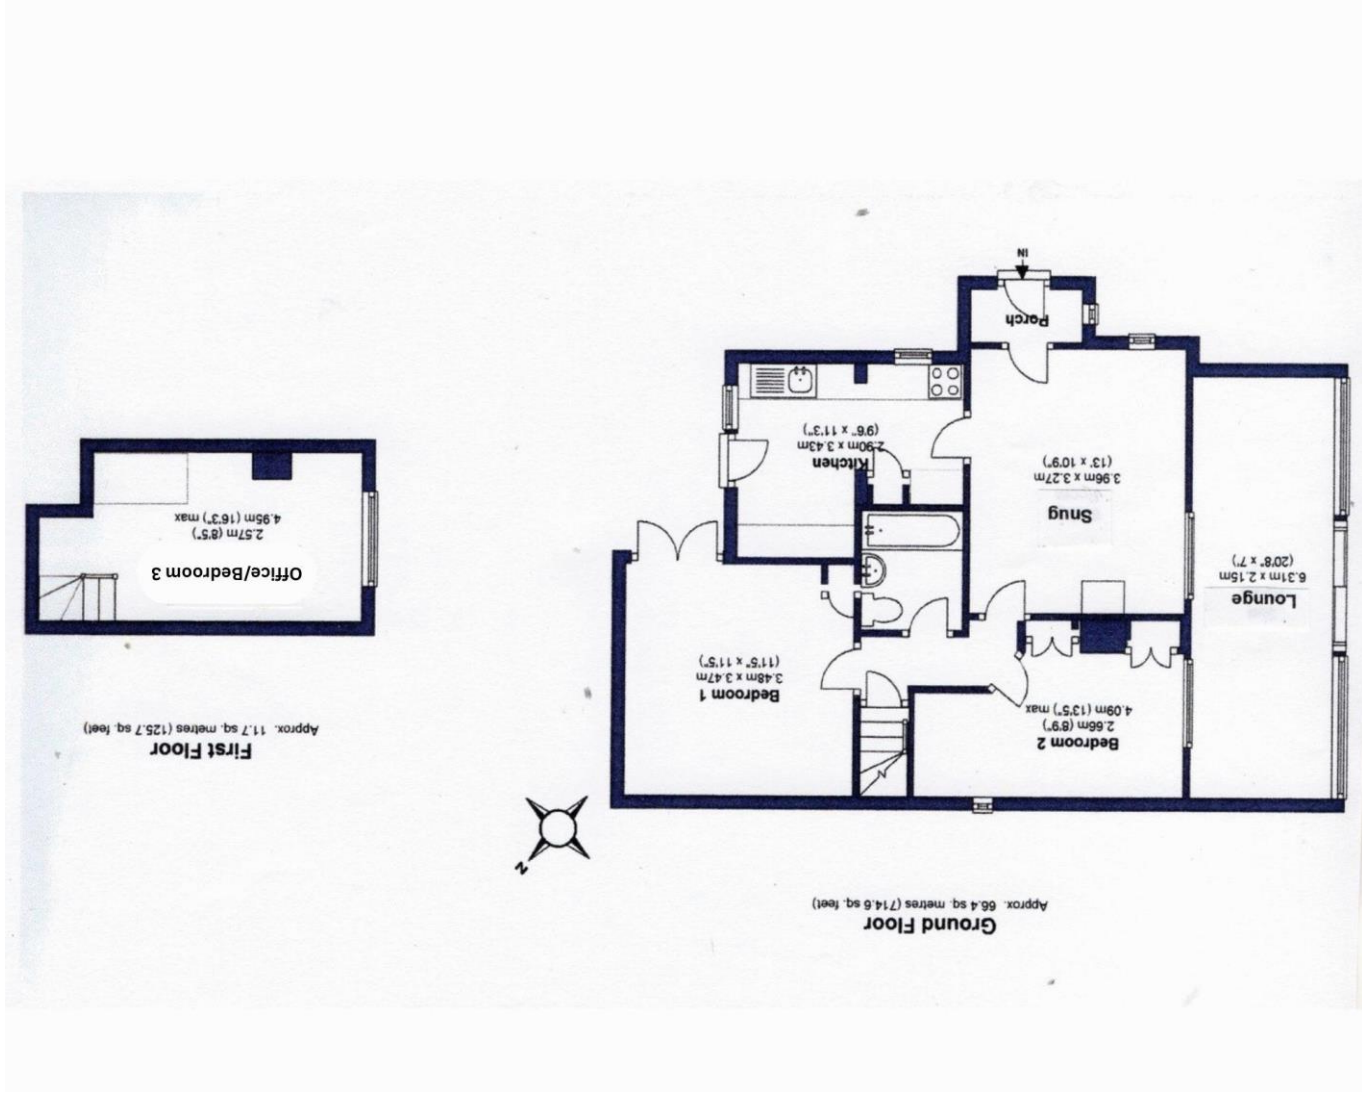 Ground Floor
Approx. 66.4 sq. metres (714.6 sq. feet)
Lounge
6.31m x 2.15m
(20'8" x 7')
Bedroom 2
2.66m (8'9")
4.09m (13'5") max
Bedroom 1
3.48m x 3.47m
(11'5" x 11'5")
Snug
3.96m x 3.27m
(13' x 10'9")
Kitchen
2.90m x 3.43m
(9'6" x 11'3")
Porch
IN
N
First Floor
Approx. 11.7 sq. metres (125.7 sq. feet)
Office/Bedroom 3
2.57m (8'5")
4.95m (16'3") max